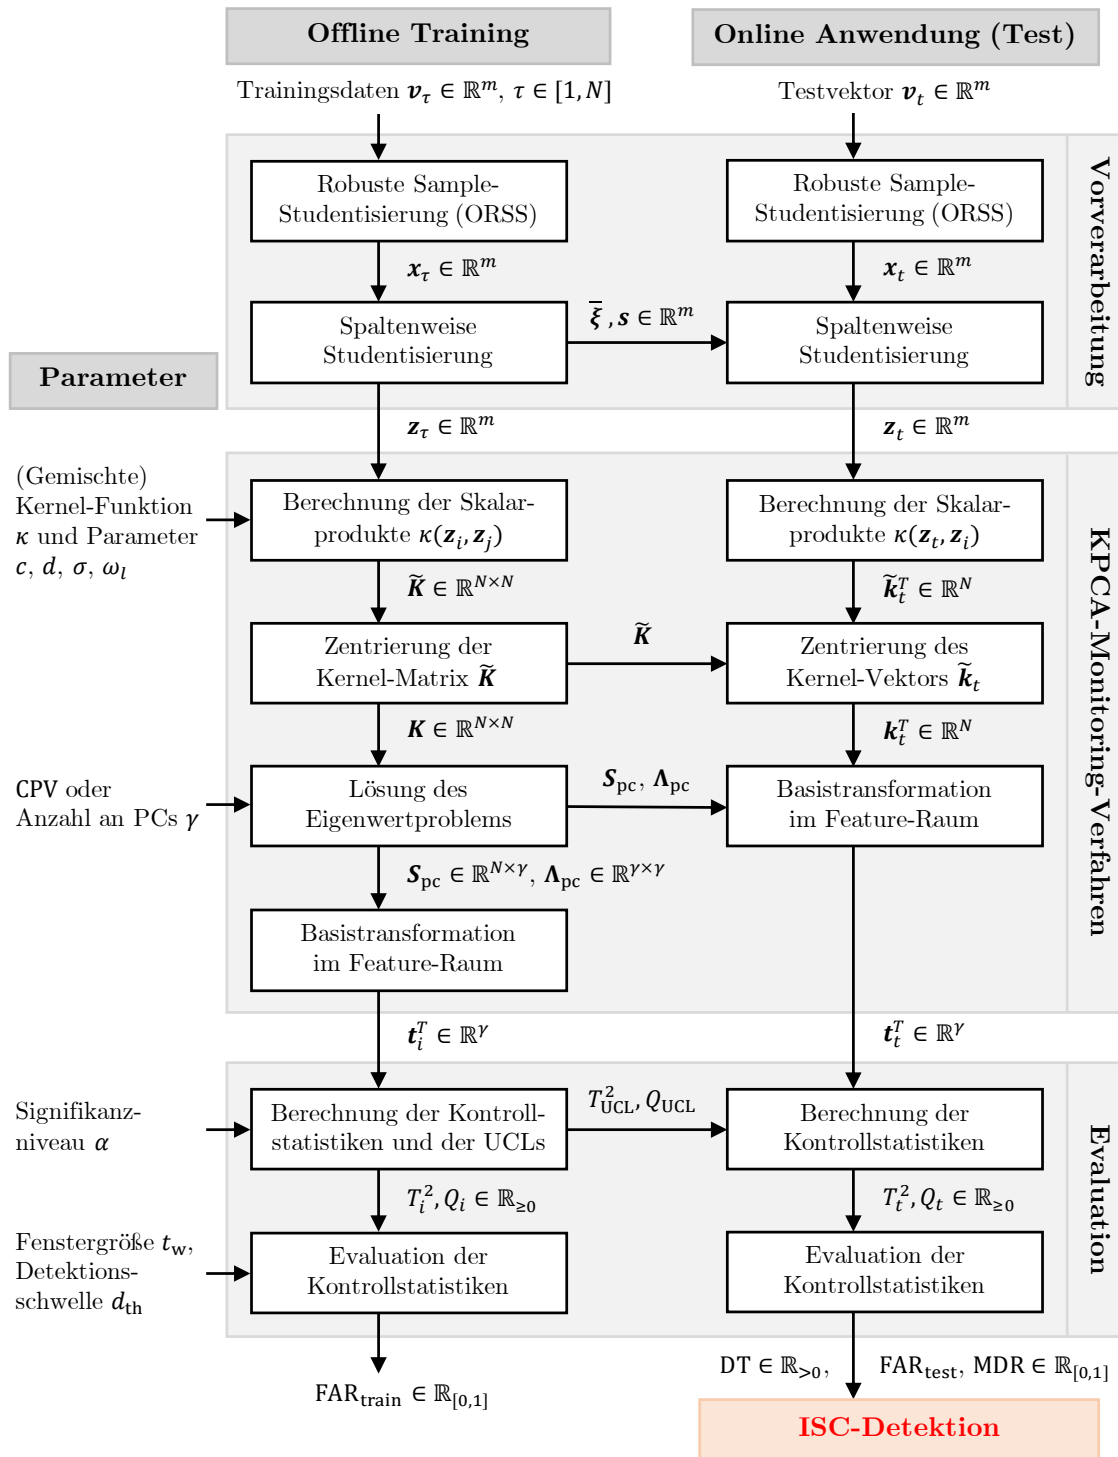 Offline Training
Online Anwendung (Test)
Trainingsdaten 𝒗_τ ∈ ℝ^m, τ ∈ [1, N]
Testvektor 𝒗_t ∈ ℝ^m
Vorverarbeitung
Robuste Sample-
Studentisierung (ORSS)
Robuste Sample-
Studentisierung (ORSS)
𝒙_τ ∈ ℝ^m
𝒙_t ∈ ℝ^m
Spaltenweise
Studentisierung
ξ̅ , 𝒔 ∈ ℝ^m
Spaltenweise
Studentisierung
Parameter
𝒛_τ ∈ ℝ^m
𝒛_t ∈ ℝ^m
KPCA-Monitoring-Verfahren
(Gemischte)
Kernel-Funktion
κ und Parameter
c, d, σ, ω_l
Berechnung der Skalar-
produkte κ(𝒛_i, 𝒛_j)
Berechnung der Skalar-
produkte κ(𝒛_t, 𝒛_i)
𝑲̃ ∈ ℝ^{N×N}
𝒌̃_t^T ∈ ℝ^N
Zentrierung der
Kernel-Matrix 𝑲̃
𝑲̃
Zentrierung des
Kernel-Vektors 𝒌̃_t
𝑲 ∈ ℝ^{N×N}
𝒌_t^T ∈ ℝ^N
CPV oder
Anzahl an PCs γ
Lösung des
Eigenwertproblems
𝑺_pc, 𝚲_pc
Basistransformation
im Feature-Raum
𝑺_pc ∈ ℝ^{N×γ}, 𝚲_pc ∈ ℝ^{γ×γ}
Basistransformation
im Feature-Raum
𝒕_i^T ∈ ℝ^γ
𝒕_t^T ∈ ℝ^γ
Evaluation
Signifikanz-
niveau α
Berechnung der Kontroll-
statistiken und der UCLs
T²_UCL, Q_UCL
Berechnung der
Kontrollstatistiken
T_i^2, Q_i ∈ ℝ_≥0
T_t^2, Q_t ∈ ℝ_≥0
Fenstergröße t_w,
Detektions-
schwelle d_th
Evaluation der
Kontrollstatistiken
Evaluation der
Kontrollstatistiken
FAR_train ∈ ℝ_[0,1]
DT ∈ ℝ_>0, FAR_test, MDR ∈ ℝ_[0,1]
ISC-Detektion